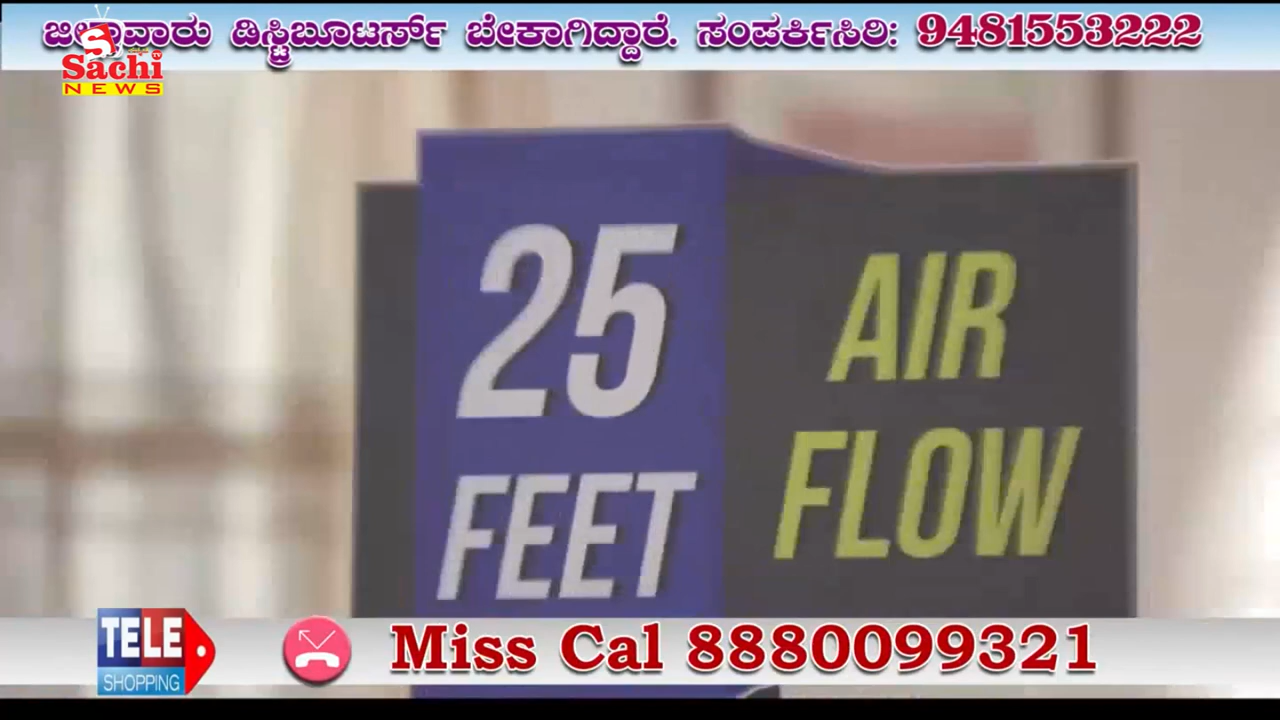 ಜಿಲ್ಲಾವಾರು ಡಿಸ್ಟ್ರಿಬೂಟರ್ಸ್ ಬೇಕಾಗಿದ್ದಾರೆ. ಸಂಪರ್ಕಿಸಿರಿ: 9481553222
Sachi
NEWS
25
FEET
AIR
FLOW
TELE
SHOPPING
Miss Cal 8880099321